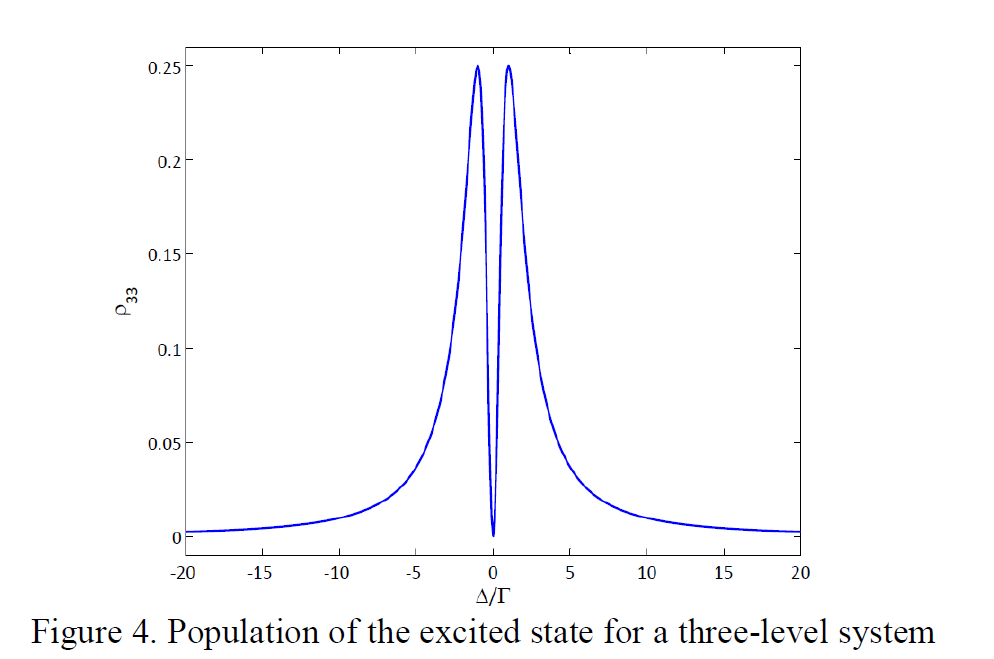 0.25
0.2
0.15
0.1
0.05
0
ρ33
-20 -15 -10 -5 0 5 10 15 20
Δ/Γ
Figure 4. Population of the excited state for a three-level system